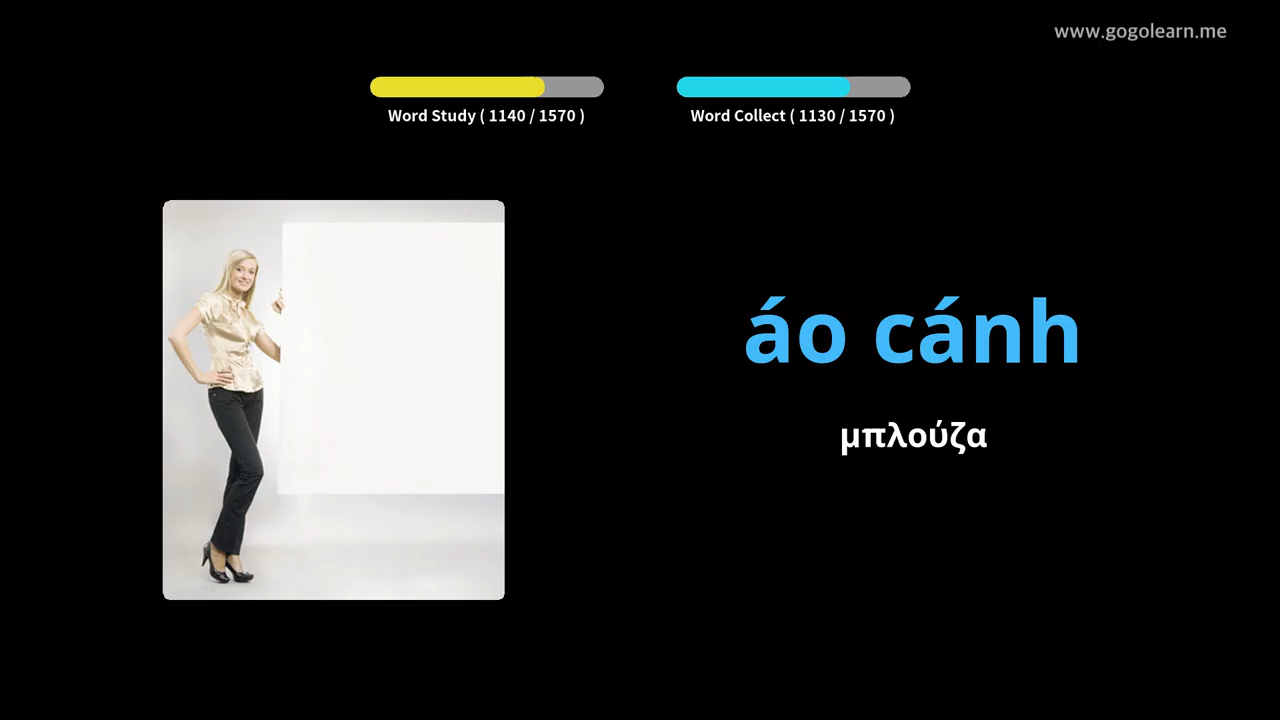 www.gogolearn.me
Word Study ( 1140 / 1570 )
Word Collect ( 1130 / 1570 )
áo cánh
μπλούζα